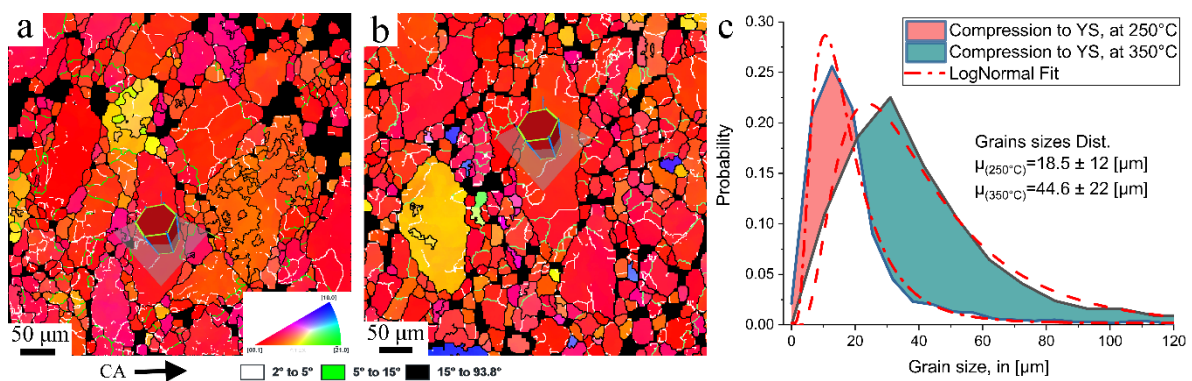 a
50 µm
CA
[10.0]
[00.1]
[2̄1.0]
2° to 5°
5° to 15°
15° to 93.8°
b
50 µm
c
Compression to YS, at 250°C
Compression to YS, at 350°C
LogNormal Fit
Grains sizes Dist.
μ(250°C)=18.5 ± 12 [µm]
μ(350°C)=44.6 ± 22 [µm]
Probability
0.30
0.25
0.20
0.15
0.10
0.05
0.00
0 20 40 60 80 100 120
Grain size, in [µm]